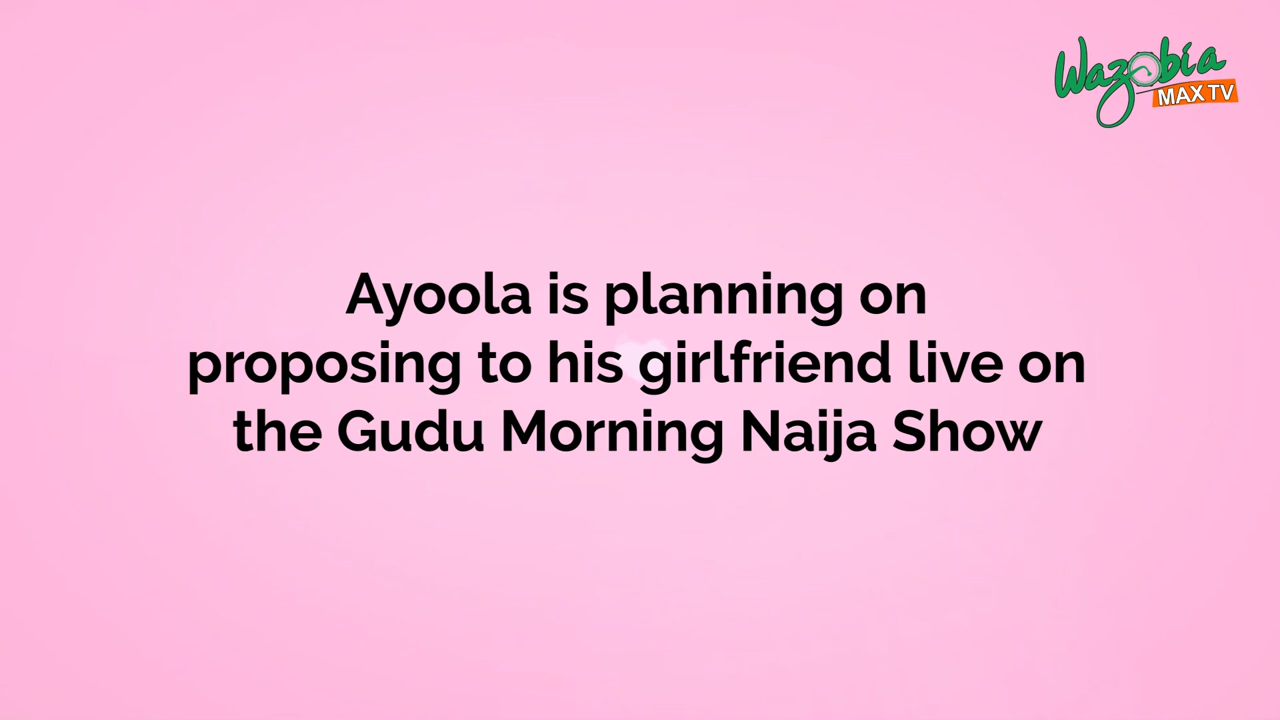 Wazobia
MAX TV
Ayoola is planning on
proposing to his girlfriend live on
the Gudu Morning Naija Show